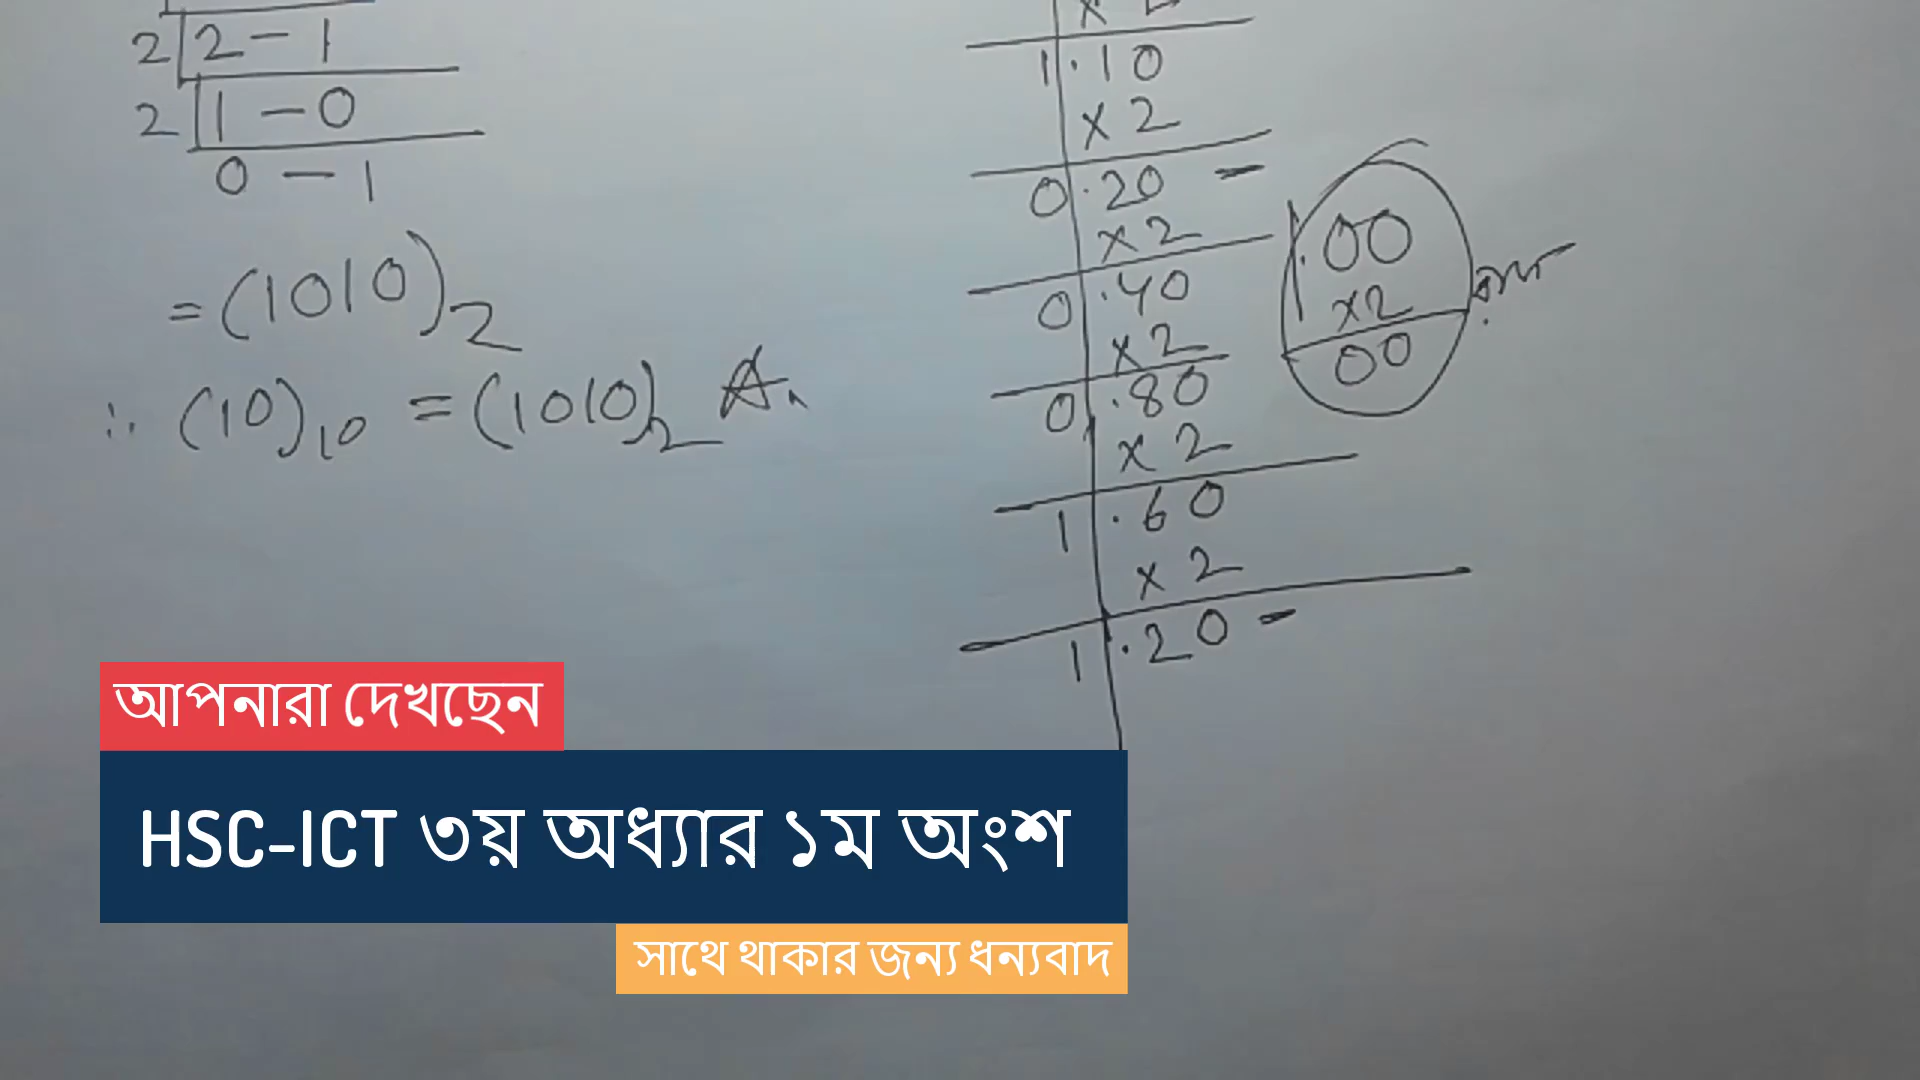 2 2 - 1
2 1 - 0
0 - 1
= (1010)2
∴ (10)10 = (1010)2 A.
1 .10
x 2
0 .20 -
x 2
0 .40
x 2
0 .80
x 2
1 .60
x 2
1 .20 -
.00
x2
00
আপনারা দেখছেন
HSC-ICT ৩য় অধ্যার ১ম অংশ
সাথে থাকার জন্য ধন্যবাদ